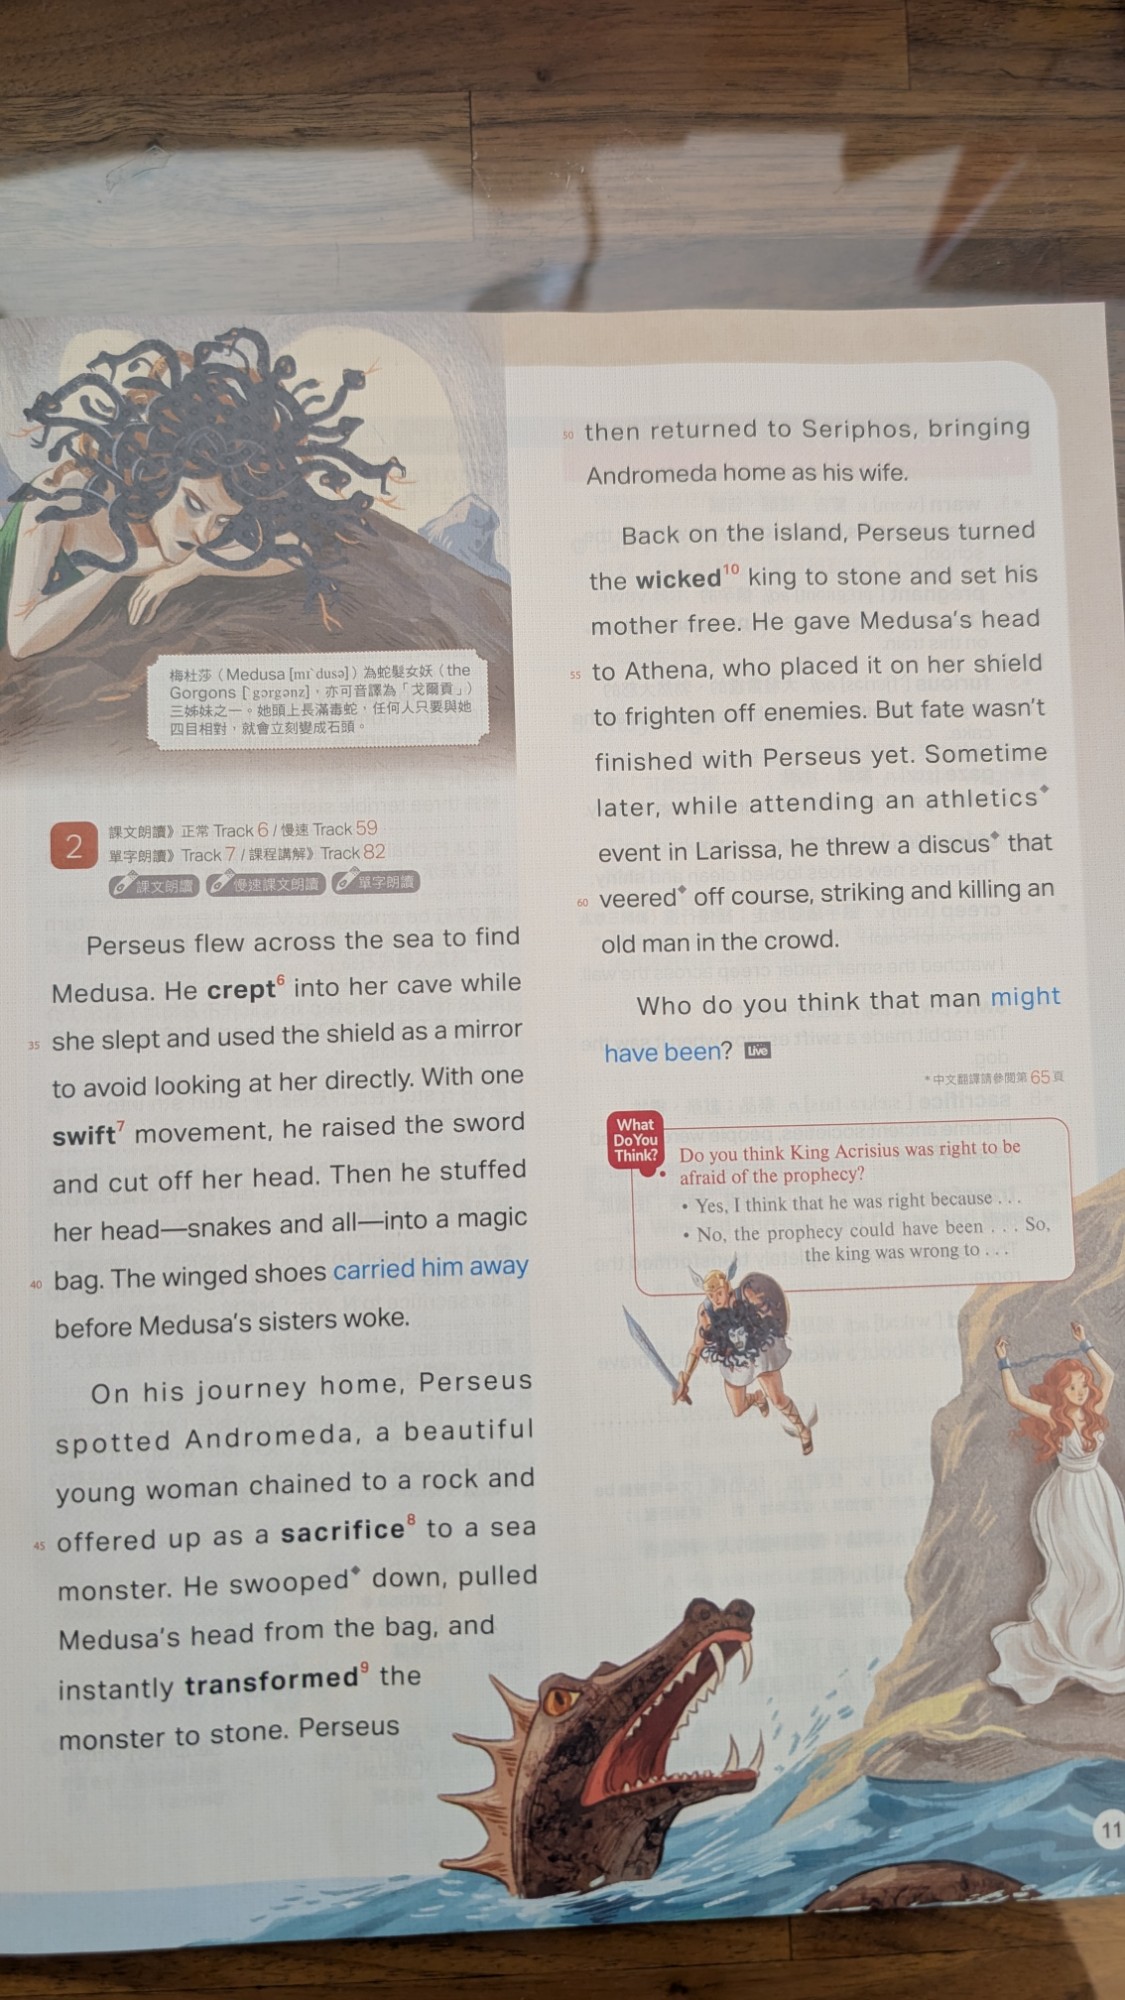 梅杜莎（Medusa [mɪˋdusə]）為蛇髮女妖（the
Gorgons [ˋgɔrgənz]，亦可音譯為「戈爾貢」）
三姊妹之一。她頭上長滿毒蛇，任何人只要與她
四目相對，就會立刻變成石頭。
2
課文朗讀》正常 Track 6 / 慢速 Track 59
單字朗讀》Track 7 / 課程講解》Track 82
課文朗讀 慢速課文朗讀 單字朗讀
Perseus flew across the sea to find
Medusa. He crept6 into her cave while
35 she slept and used the shield as a mirror
to avoid looking at her directly. With one
swift7 movement, he raised the sword
and cut off her head. Then he stuffed
her head—snakes and all—into a magic
40 bag. The winged shoes carried him away
before Medusa's sisters woke.
On his journey home, Perseus
spotted Andromeda, a beautiful
young woman chained to a rock and
45 offered up as a sacrifice8 to a sea
monster. He swooped◆ down, pulled
Medusa's head from the bag, and
instantly transformed9 the
monster to stone. Perseus
50 then returned to Seriphos, bringing
Andromeda home as his wife.
Back on the island, Perseus turned
the wicked10 king to stone and set his
mother free. He gave Medusa's head
55 to Athena, who placed it on her shield
to frighten off enemies. But fate wasn't
finished with Perseus yet. Sometime
later, while attending an athletics◆
event in Larissa, he threw a discus◆ that
60 veered◆ off course, striking and killing an
old man in the crowd.
Who do you think that man might
have been? Live
*中文翻譯請參閱第 65 頁
What
Do You
Think?
Do you think King Acrisius was right to be
afraid of the prophecy?
• Yes, I think that he was right because . . .
• No, the prophecy could have been . . . So,
the king was wrong to . . .
11